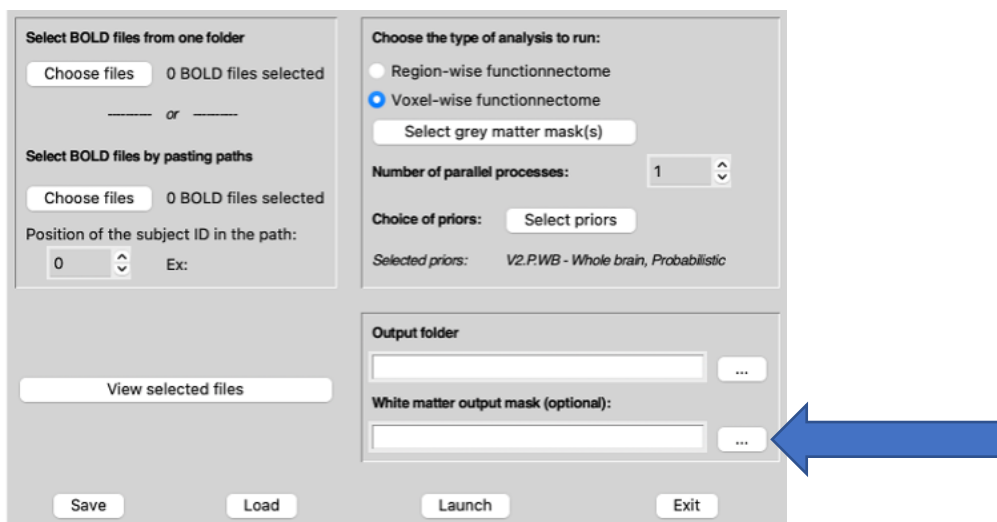 Select BOLD files from one folder
Choose files 0 BOLD files selected
---------- or ----------
Select BOLD files by pasting paths
Choose files 0 BOLD files selected
Position of the subject ID in the path:
0 Ex:
View selected files
Choose the type of analysis to run:
Region-wise functionnectome
Voxel-wise functionnectome
Select grey matter mask(s)
Number of parallel processes: 1
Choice of priors: Select priors
Selected priors: V2.P.WB - Whole brain, Probabilistic
Output folder
...
White matter output mask (optional):
...
Save Load Launch Exit